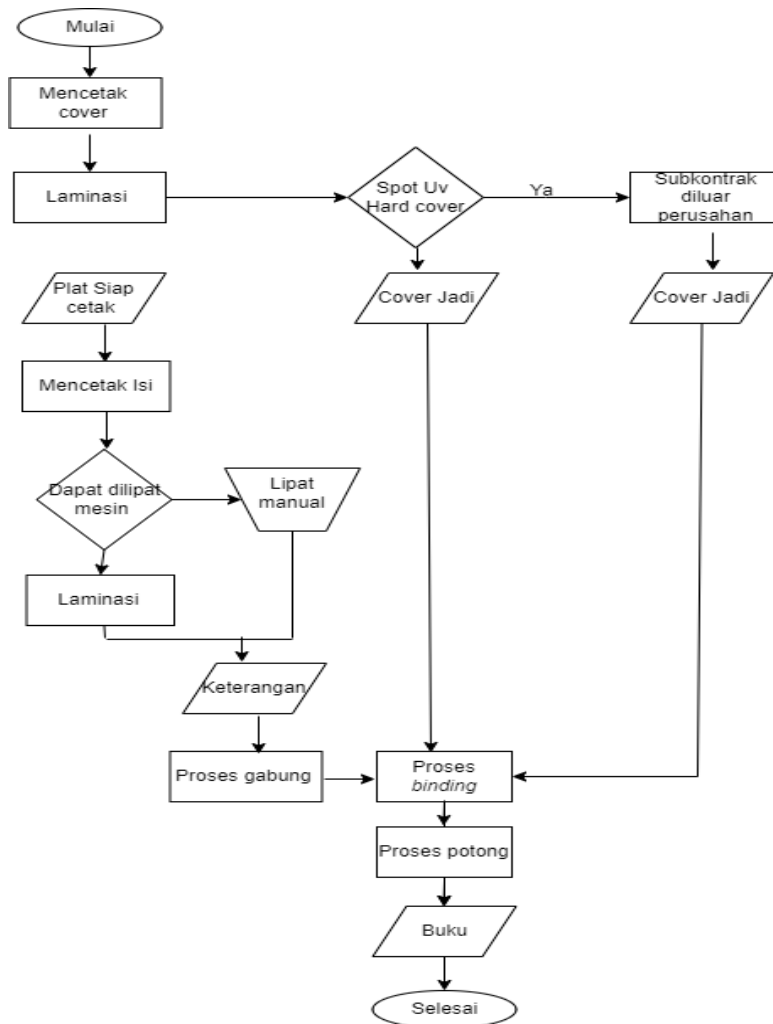 Mulai
Mencetak
cover
Laminasi
Spot Uv
Hard cover
Ya
Subkontrak
diluar
perusahan
Plat Siap
cetak
Cover Jadi
Cover Jadi
Mencetak Isi
Dapat dilipat
mesin
Lipat
manual
Laminasi
Keterangan
Proses gabung
Proses
binding
Proses potong
Buku
Selesai